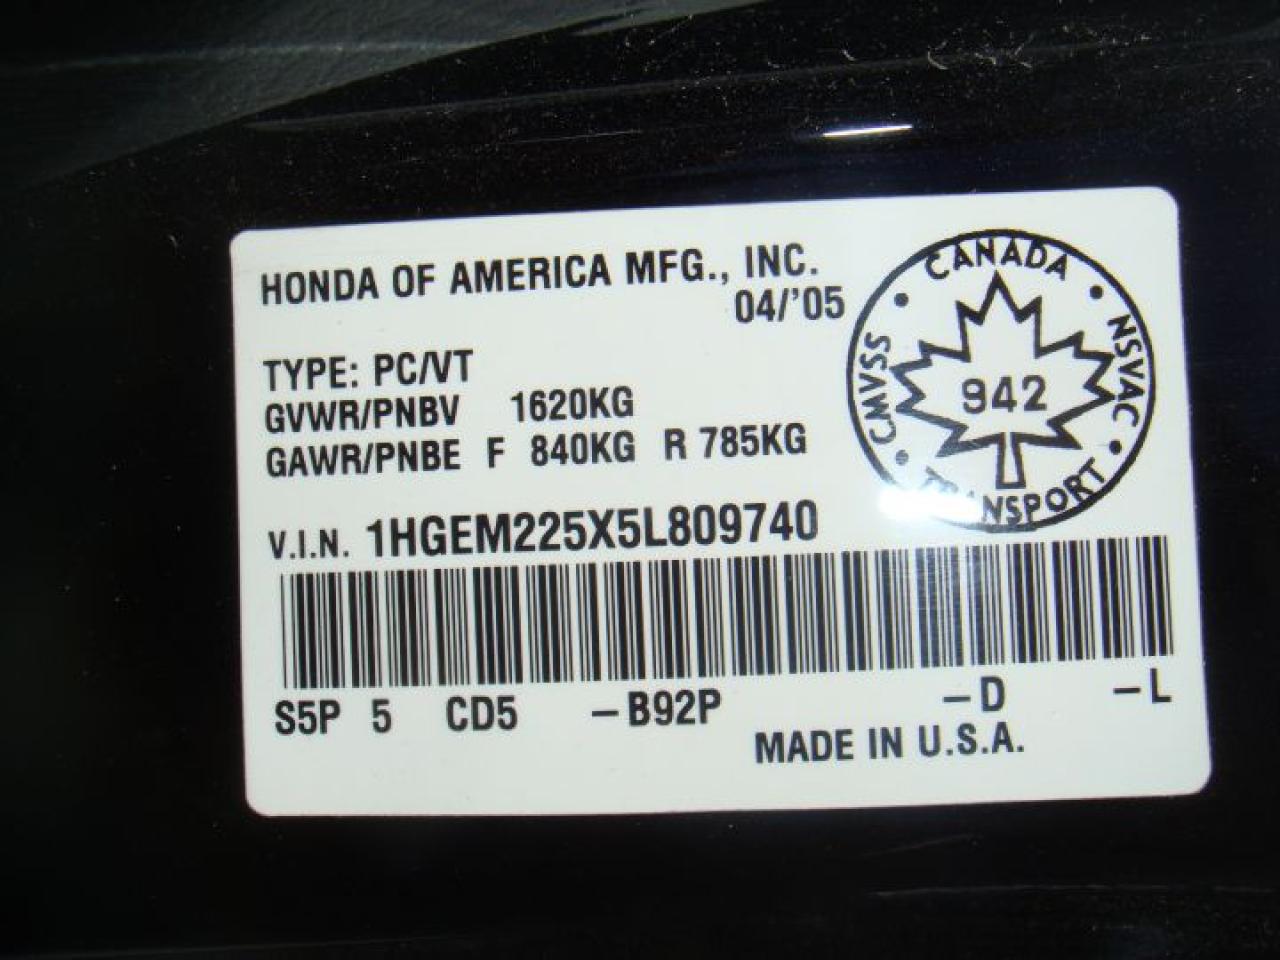 HONDA OF AMERICA MFG., INC.
04/'05
TYPE: PC/VT
GVWR/PNBV 1620KG
GAWR/PNBE F 840KG R 785KG
V.I.N. 1HGEM225X5L809740
S5P 5 CD5 –B92P –D –L
MADE IN U.S.A.
CANADA
NSVAC
TRANSPORT
CMVSS
942